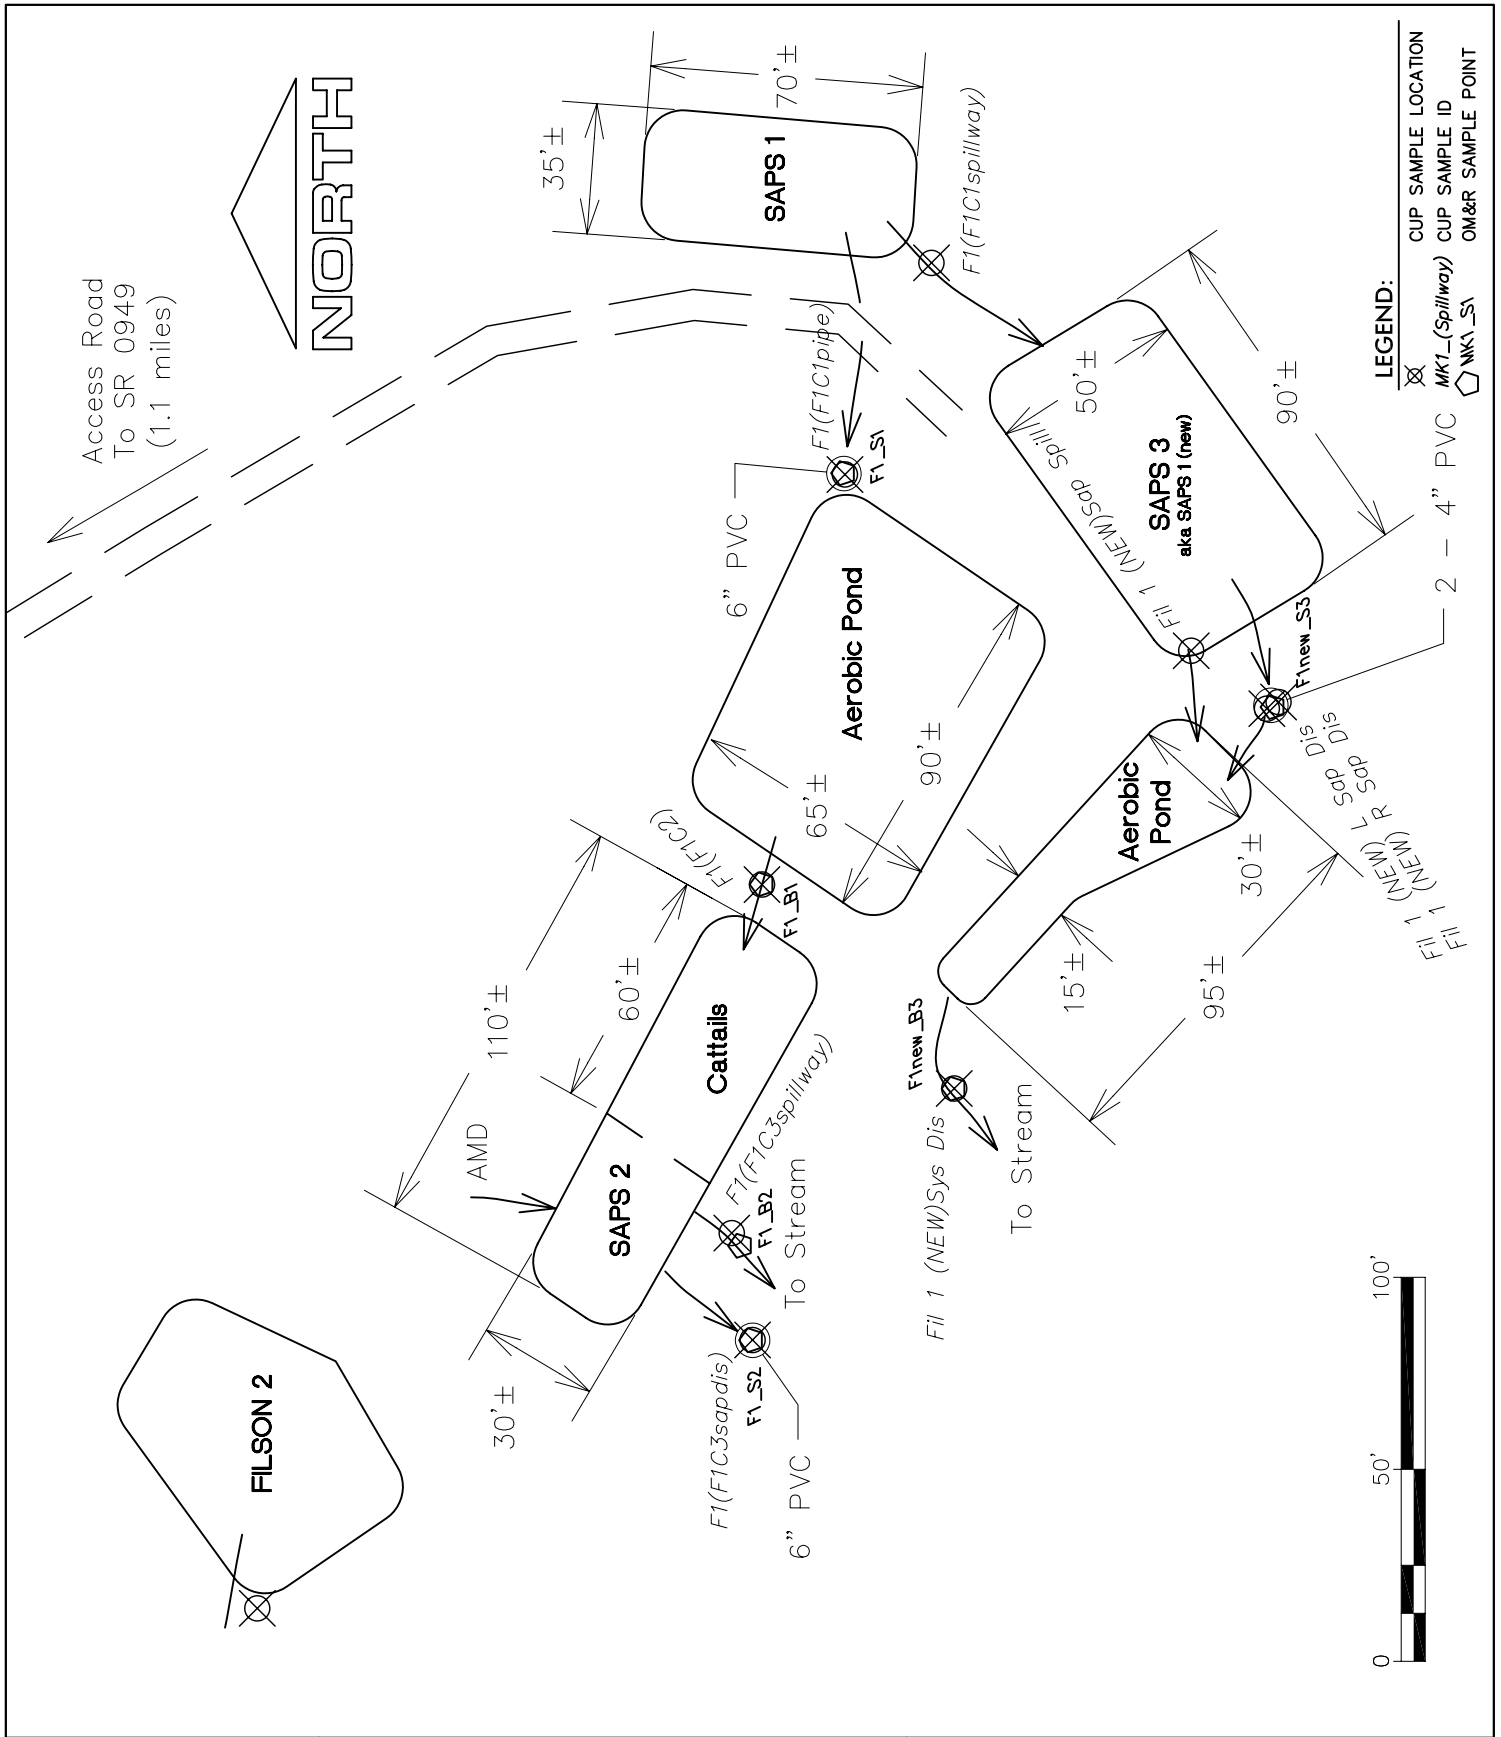 Access Road
To SR 0949
(1.1 miles)
NORTH
35'±
70'±
SAPS 1
F1(F1C1spillway)
F1(F1C1pipe)
F1_S1
6" PVC
Aerobic Pond
65'±
90'±
50'±
90'±
SAPS 3
aka SAPS 1 (new)
Fil 1 (NEW)Sap Spill
F1new_S3
2 - 4" PVC
Fil 1 (NEW) L Sap Dis
Fil 1 (NEW) R Sap Dis
Aerobic
Pond
30'±
15'±
95'±
F1new_B3
Fil 1 (NEW)Sys Dis
To Stream
F1(F1C2)
F1_B1
110'±
60'±
Cattails
AMD
SAPS 2
F1(F1C3spillway)
F1_B2
To Stream
30'±
F1(F1C3sapdis)
F1_S2
6" PVC
FILSON 2
LEGEND:
CUP SAMPLE LOCATION
MK1_(Spillway) CUP SAMPLE ID
MK1_S1 OM&R SAMPLE POINT
0 50' 100'